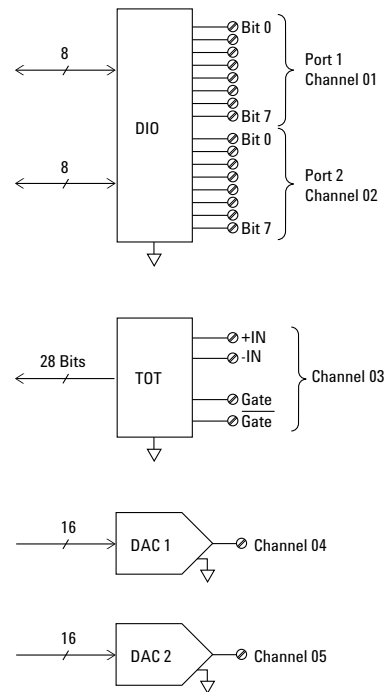 8
DIO
Bit 0
Bit 7
Port 1
Channel 01
8
Bit 0
Bit 7
Port 2
Channel 02
28 Bits
TOT
+IN
-IN
Gate
Gate
Channel 03
16
DAC 1
Channel 04
16
DAC 2
Channel 05